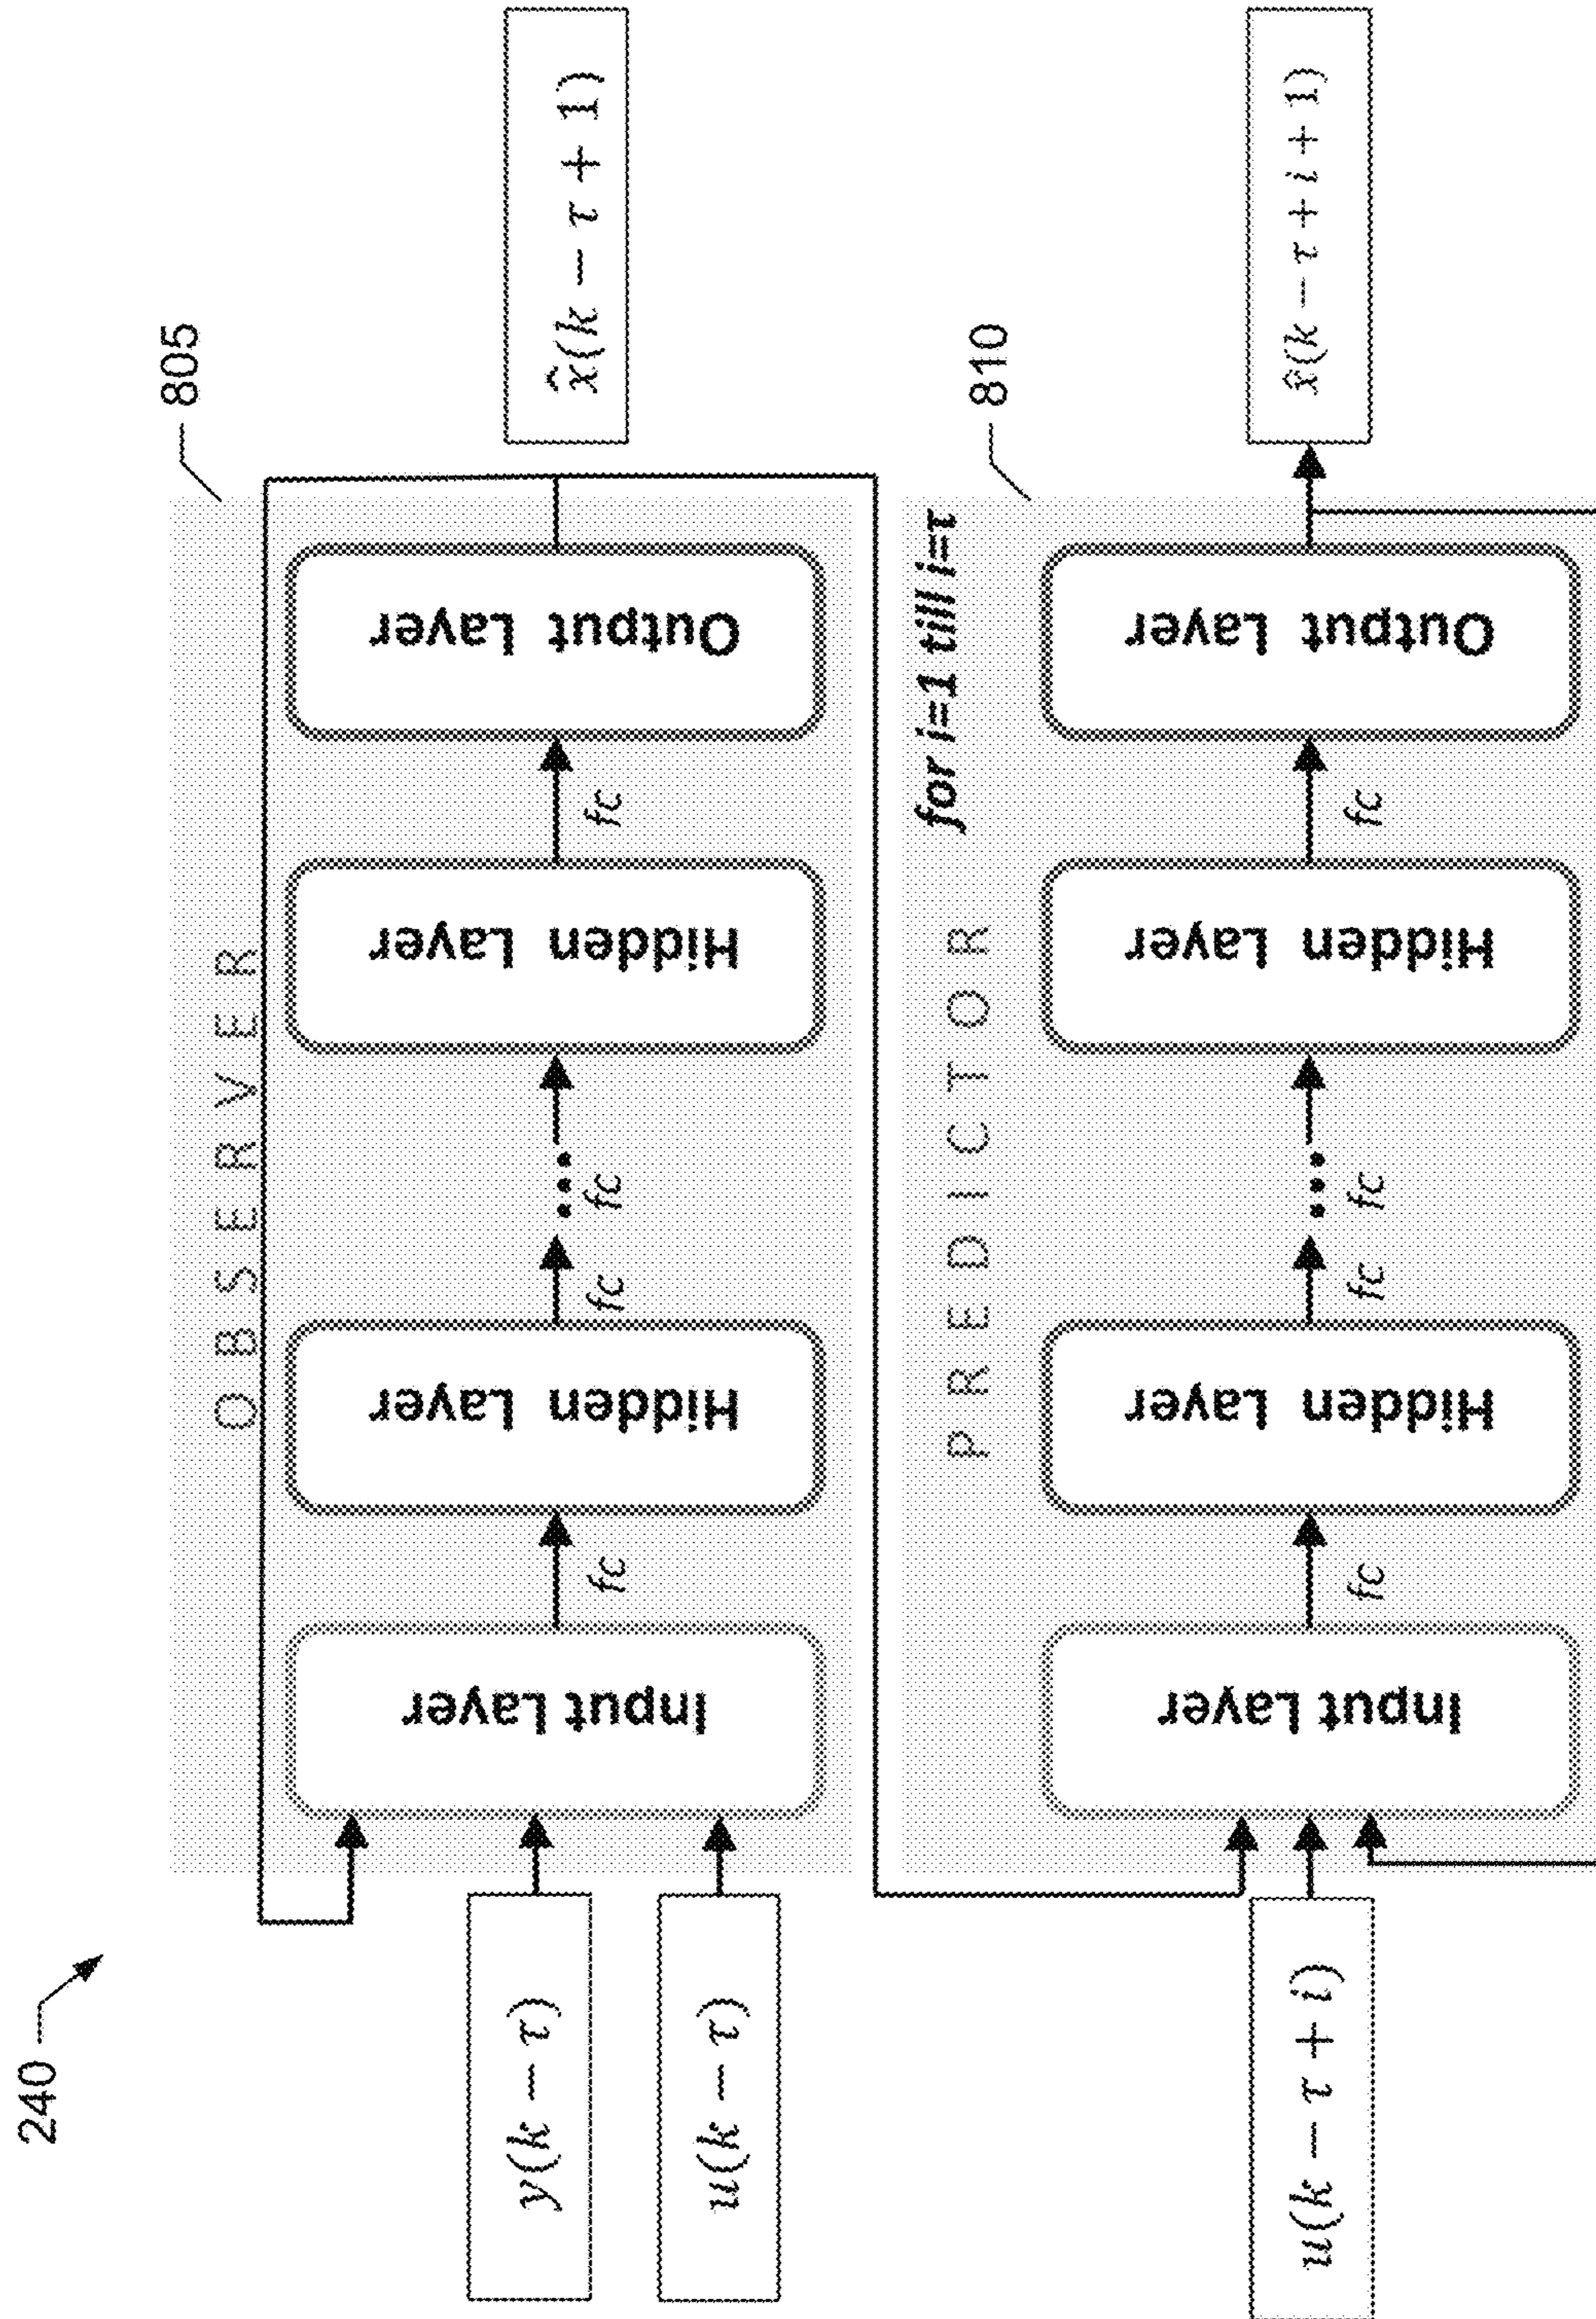 240
805
OBSERVER
y(k − τ)
u(k − τ)
Input Layer
fc
Hidden Layer
fc
fc
Hidden Layer
fc
Output Layer
x̂(k − τ + 1)
810
PREDICTOR
for i=1 till i=τ
u(k − τ + i)
Input Layer
fc
Hidden Layer
fc
fc
Hidden Layer
fc
Output Layer
x̂(k − τ + i + 1)